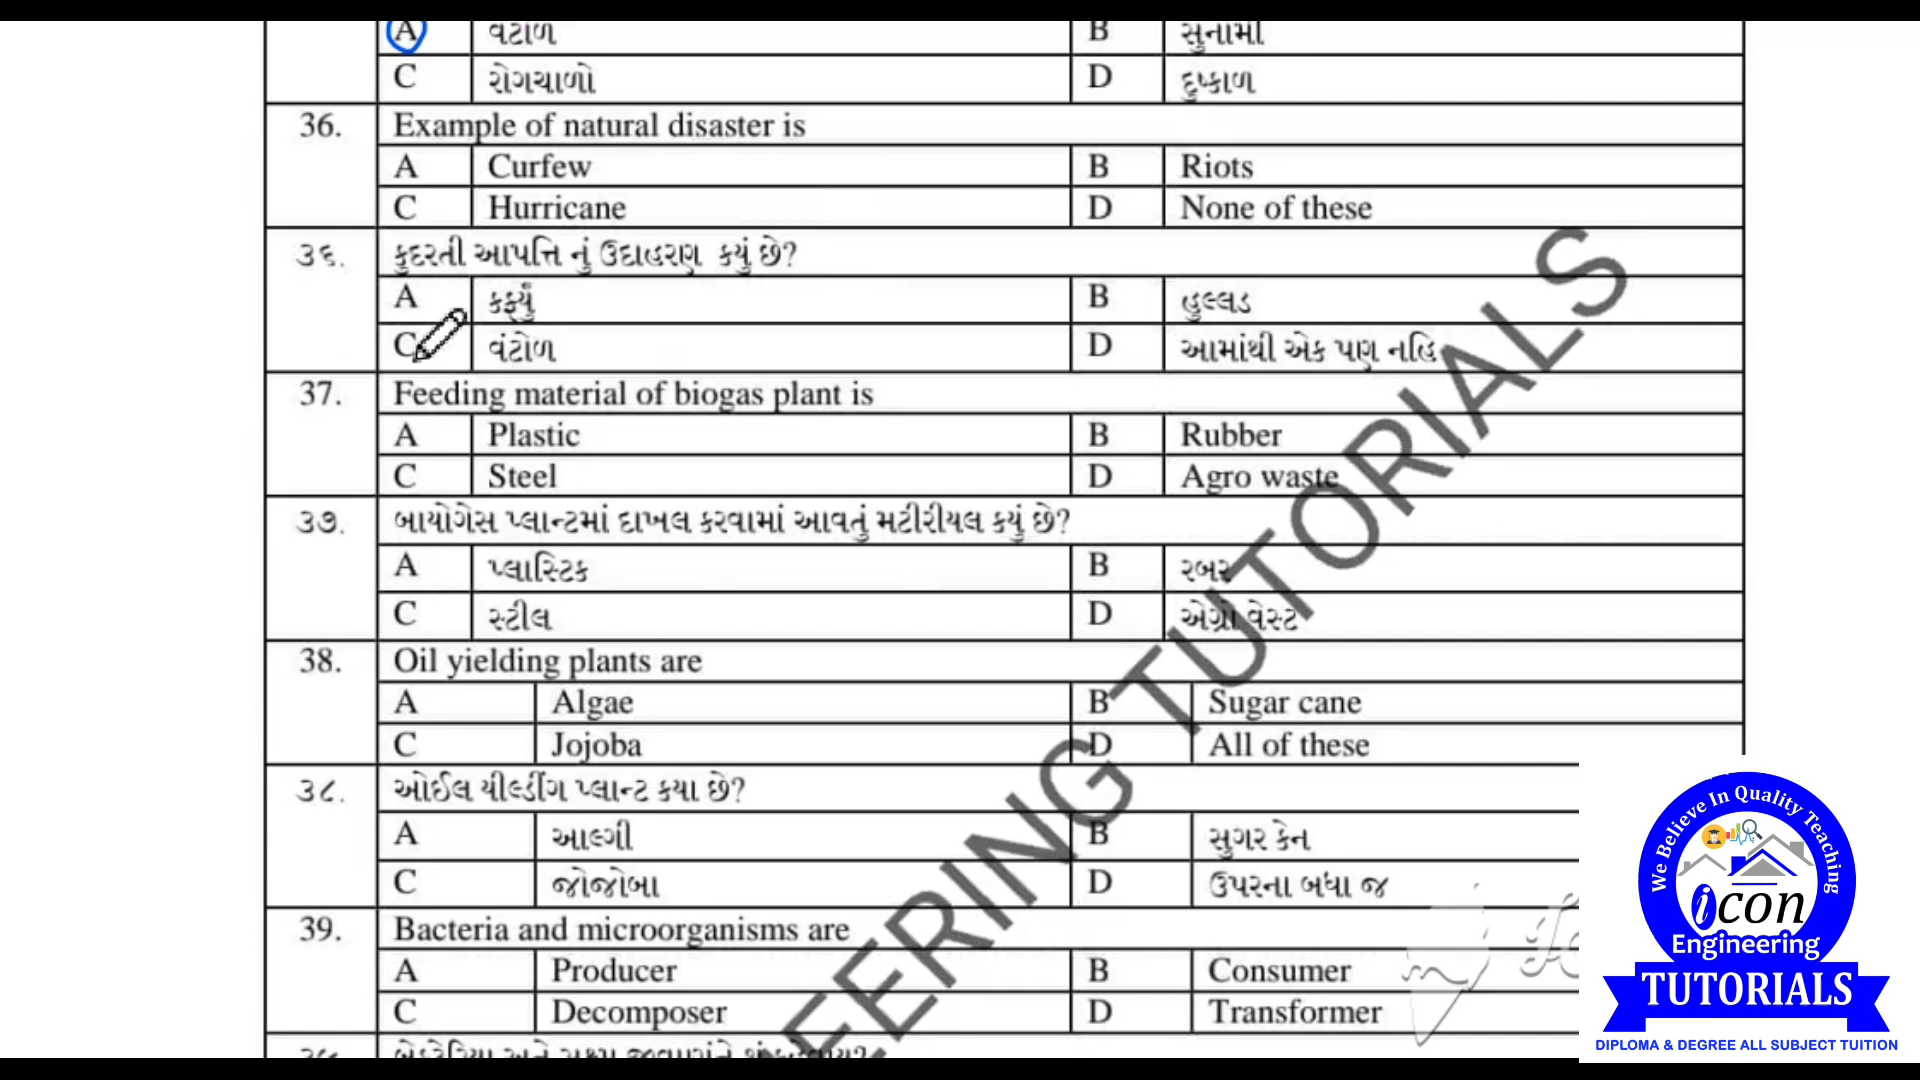 A વંટોળ B સુનામી
C રોગચાળો D દુષ્કાળ
36. Example of natural disaster is
A Curfew B Riots
C Hurricane D None of these
૩૬. કુદરતી આપત્તિ નું ઉદાહરણ કયું છે?
A કર્ફ્યું B હુલ્લડ
C વંટોળ D આમાંથી એક પણ નહિ
37. Feeding material of biogas plant is
A Plastic B Rubber
C Steel D Agro waste
૩૭. બાયોગેસ પ્લાન્ટમાં દાખલ કરવામાં આવતું મટીરીયલ કયું છે?
A પ્લાસ્ટિક B રબર
C સ્ટીલ D એગ્રો વેસ્ટ
38. Oil yielding plants are
A Algae B Sugar cane
C Jojoba D All of these
૩૮. ઓઈલ યીલ્ડીંગ પ્લાન્ટ કયા છે?
A આલ્ગી B સુગર કેન
C જોજોબા D ઉપરના બધા જ
39. Bacteria and microorganisms are
A Producer B Consumer
C Decomposer D Transformer
EERING TUTORIALS
We Believe In Quality Teaching
icon
Engineering
TUTORIALS
DIPLOMA & DEGREE ALL SUBJECT TUITION